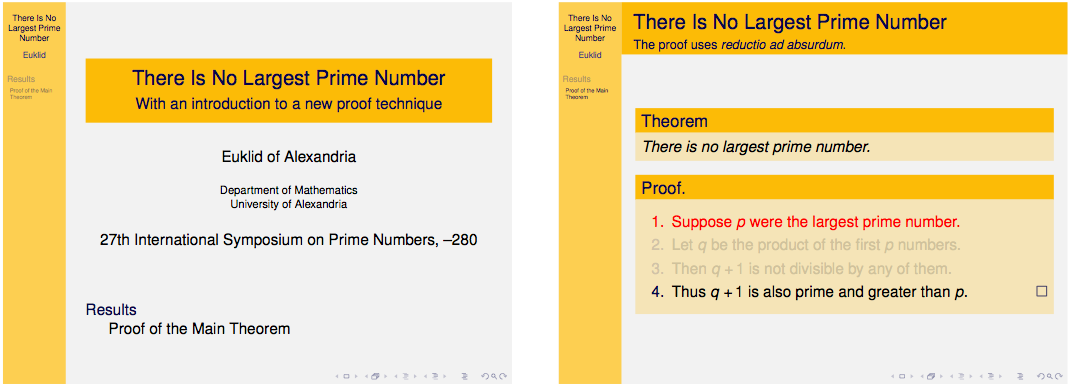 There Is No
Largest Prime
Number
Euklid
Results
Proof of the Main
Theorem
There Is No Largest Prime Number
With an introduction to a new proof technique
Euklid of Alexandria
Department of Mathematics
University of Alexandria
27th International Symposium on Prime Numbers, –280
Results
Proof of the Main Theorem
There Is No
Largest Prime
Number
Euklid
Results
Proof of the Main
Theorem
There Is No Largest Prime Number
The proof uses reductio ad absurdum.
Theorem
There is no largest prime number.
Proof.
1. Suppose p were the largest prime number.
2. Let q be the product of the first p numbers.
3. Then q + 1 is not divisible by any of them.
4. Thus q + 1 is also prime and greater than p. □